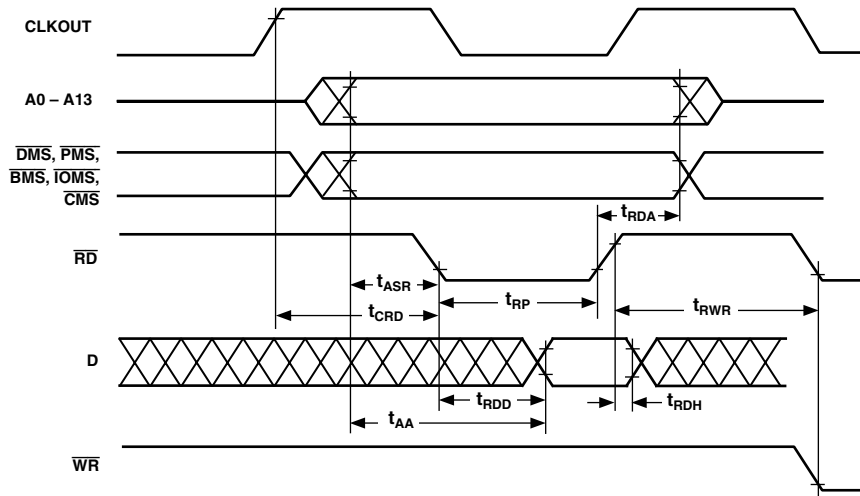 CLKOUT
A0 – A13
DMS, PMS,
BMS, IOMS,
CMS
tRDA
RD
tASR
tCRD
tRP
tRWR
D
tRDD
tRDH
tAA
WR